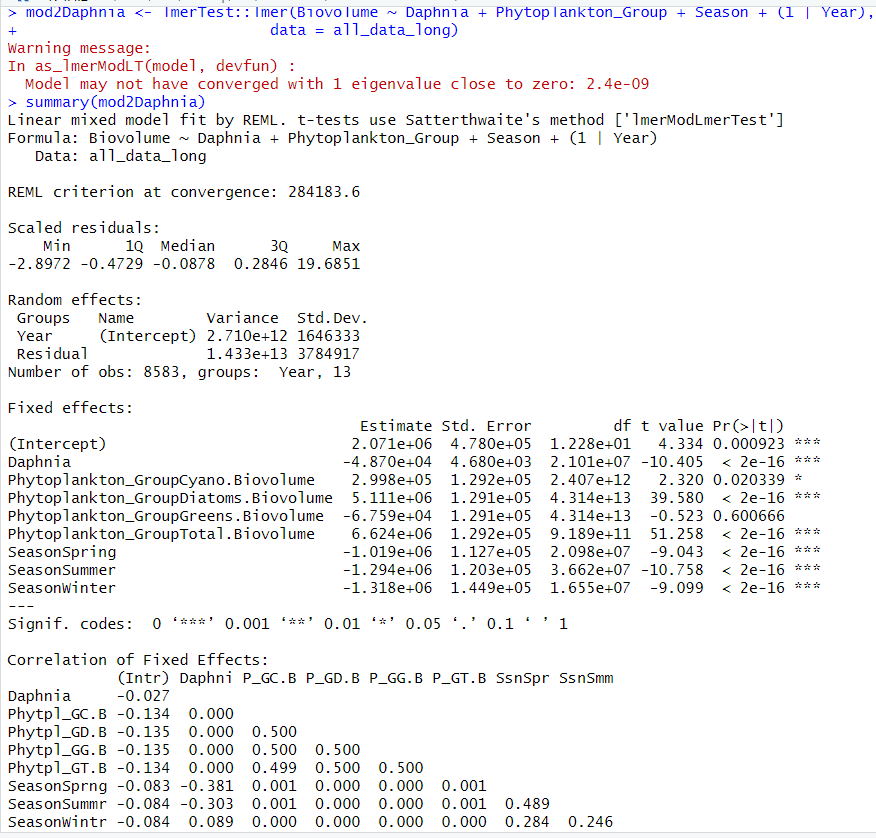 > mod2Daphnia <- lmerTest::lmer(Biovolume ~ Daphnia + Phytoplankton_Group + Season + (1 | Year),
+                               data = all_data_long)
Warning message:
In as_lmerModLT(model, devfun) :
  Model may not have converged with 1 eigenvalue close to zero: 2.4e-09
> summary(mod2Daphnia)
Linear mixed model fit by REML. t-tests use Satterthwaite's method ['lmerModLmerTest']
Formula: Biovolume ~ Daphnia + Phytoplankton_Group + Season + (1 | Year)
   Data: all_data_long

REML criterion at convergence: 284183.6

Scaled residuals:
    Min      1Q  Median      3Q     Max
-2.8972 -0.4729 -0.0878  0.2846 19.6851

Random effects:
 Groups   Name        Variance  Std.Dev.
 Year     (Intercept) 2.710e+12 1646333
 Residual             1.433e+13 3784917
Number of obs: 8583, groups:  Year, 13

Fixed effects:
                                      Estimate Std. Error         df t value Pr(>|t|)
(Intercept)                          2.071e+06  4.780e+05  1.228e+01   4.334 0.000923 ***
Daphnia                             -4.870e+04  4.680e+03  2.101e+07 -10.405  < 2e-16 ***
Phytoplankton_GroupCyano.Biovolume   2.998e+05  1.292e+05  2.407e+12   2.320 0.020339 *
Phytoplankton_GroupDiatoms.Biovolume 5.111e+06  1.291e+05  4.314e+13  39.580  < 2e-16 ***
Phytoplankton_GroupGreens.Biovolume -6.759e+04  1.291e+05  4.314e+13  -0.523 0.600666
Phytoplankton_GroupTotal.Biovolume   6.624e+06  1.292e+05  9.189e+11  51.258  < 2e-16 ***
SeasonSpring                        -1.019e+06  1.127e+05  2.098e+07  -9.043  < 2e-16 ***
SeasonSummer                        -1.294e+06  1.203e+05  3.662e+07 -10.758  < 2e-16 ***
SeasonWinter                        -1.318e+06  1.449e+05  1.655e+07  -9.099  < 2e-16 ***
---
Signif. codes:  0 ‘***’ 0.001 ‘**’ 0.01 ‘*’ 0.05 ‘.’ 0.1 ‘ ’ 1

Correlation of Fixed Effects:
            (Intr) Daphni P_GC.B P_GD.B P_GG.B P_GT.B SsnSpr SsnSmm
Daphnia     -0.027
Phytpl_GC.B -0.134  0.000
Phytpl_GD.B -0.135  0.000  0.500
Phytpl_GG.B -0.135  0.000  0.500  0.500
Phytpl_GT.B -0.134  0.000  0.499  0.500  0.500
SeasonSprng -0.083 -0.381  0.001  0.000  0.000  0.001
SeasonSummr -0.084 -0.303  0.001  0.000  0.000  0.001  0.489
SeasonWintr -0.084  0.089  0.000  0.000  0.000  0.000  0.284  0.246